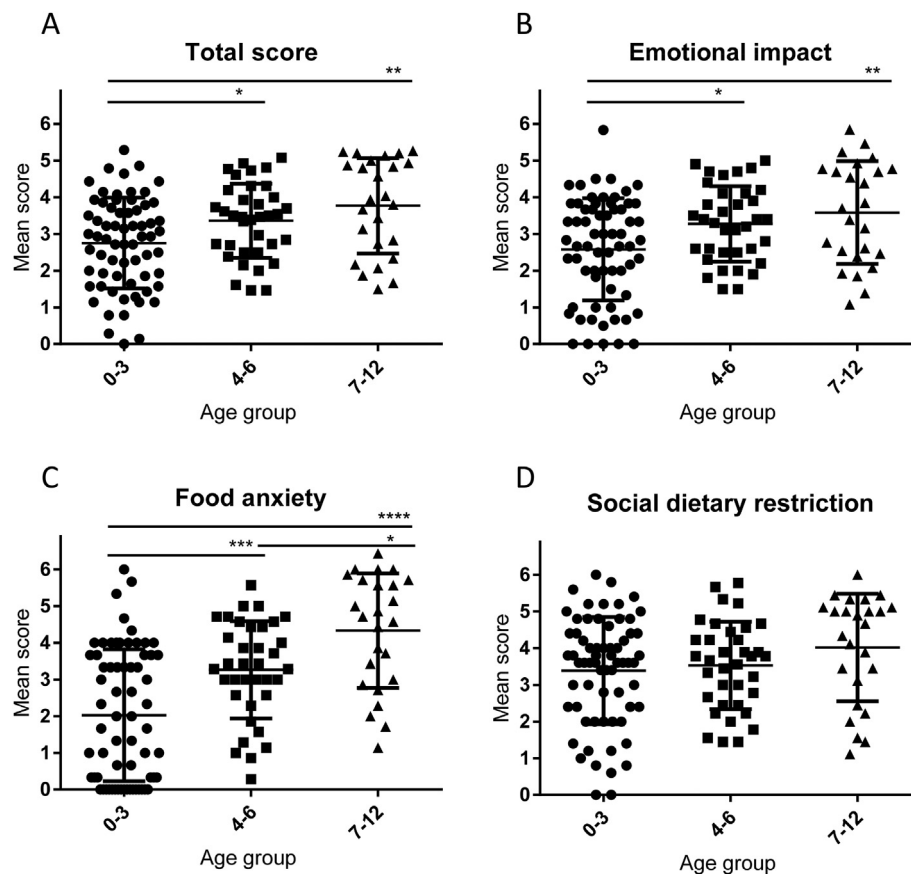 A
Total score
**
*
6
5
4
3
2
1
0
Mean score
0-3
4-6
7-12
Age group
B
Emotional impact
**
*
6
5
4
3
2
1
0
Mean score
0-3
4-6
7-12
Age group
C
Food anxiety
****
***
*
6
5
4
3
2
1
0
Mean score
0-3
4-6
7-12
Age group
D
Social dietary restriction
6
5
4
3
2
1
0
Mean score
0-3
4-6
7-12
Age group